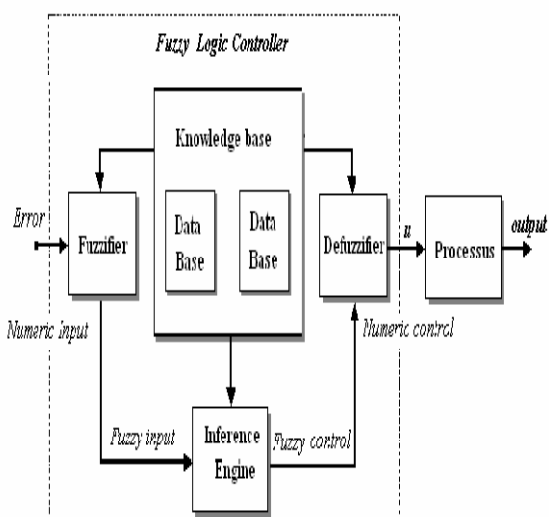 Fuzzy Logic Controller
Knowledge base
Error
Fuzzifier
Data
Base
Data
Base
Defuzzifier
u
Processus
output
Numeric Input
Numeric control
Fuzzy input
Inference
Engine
Fuzzy control